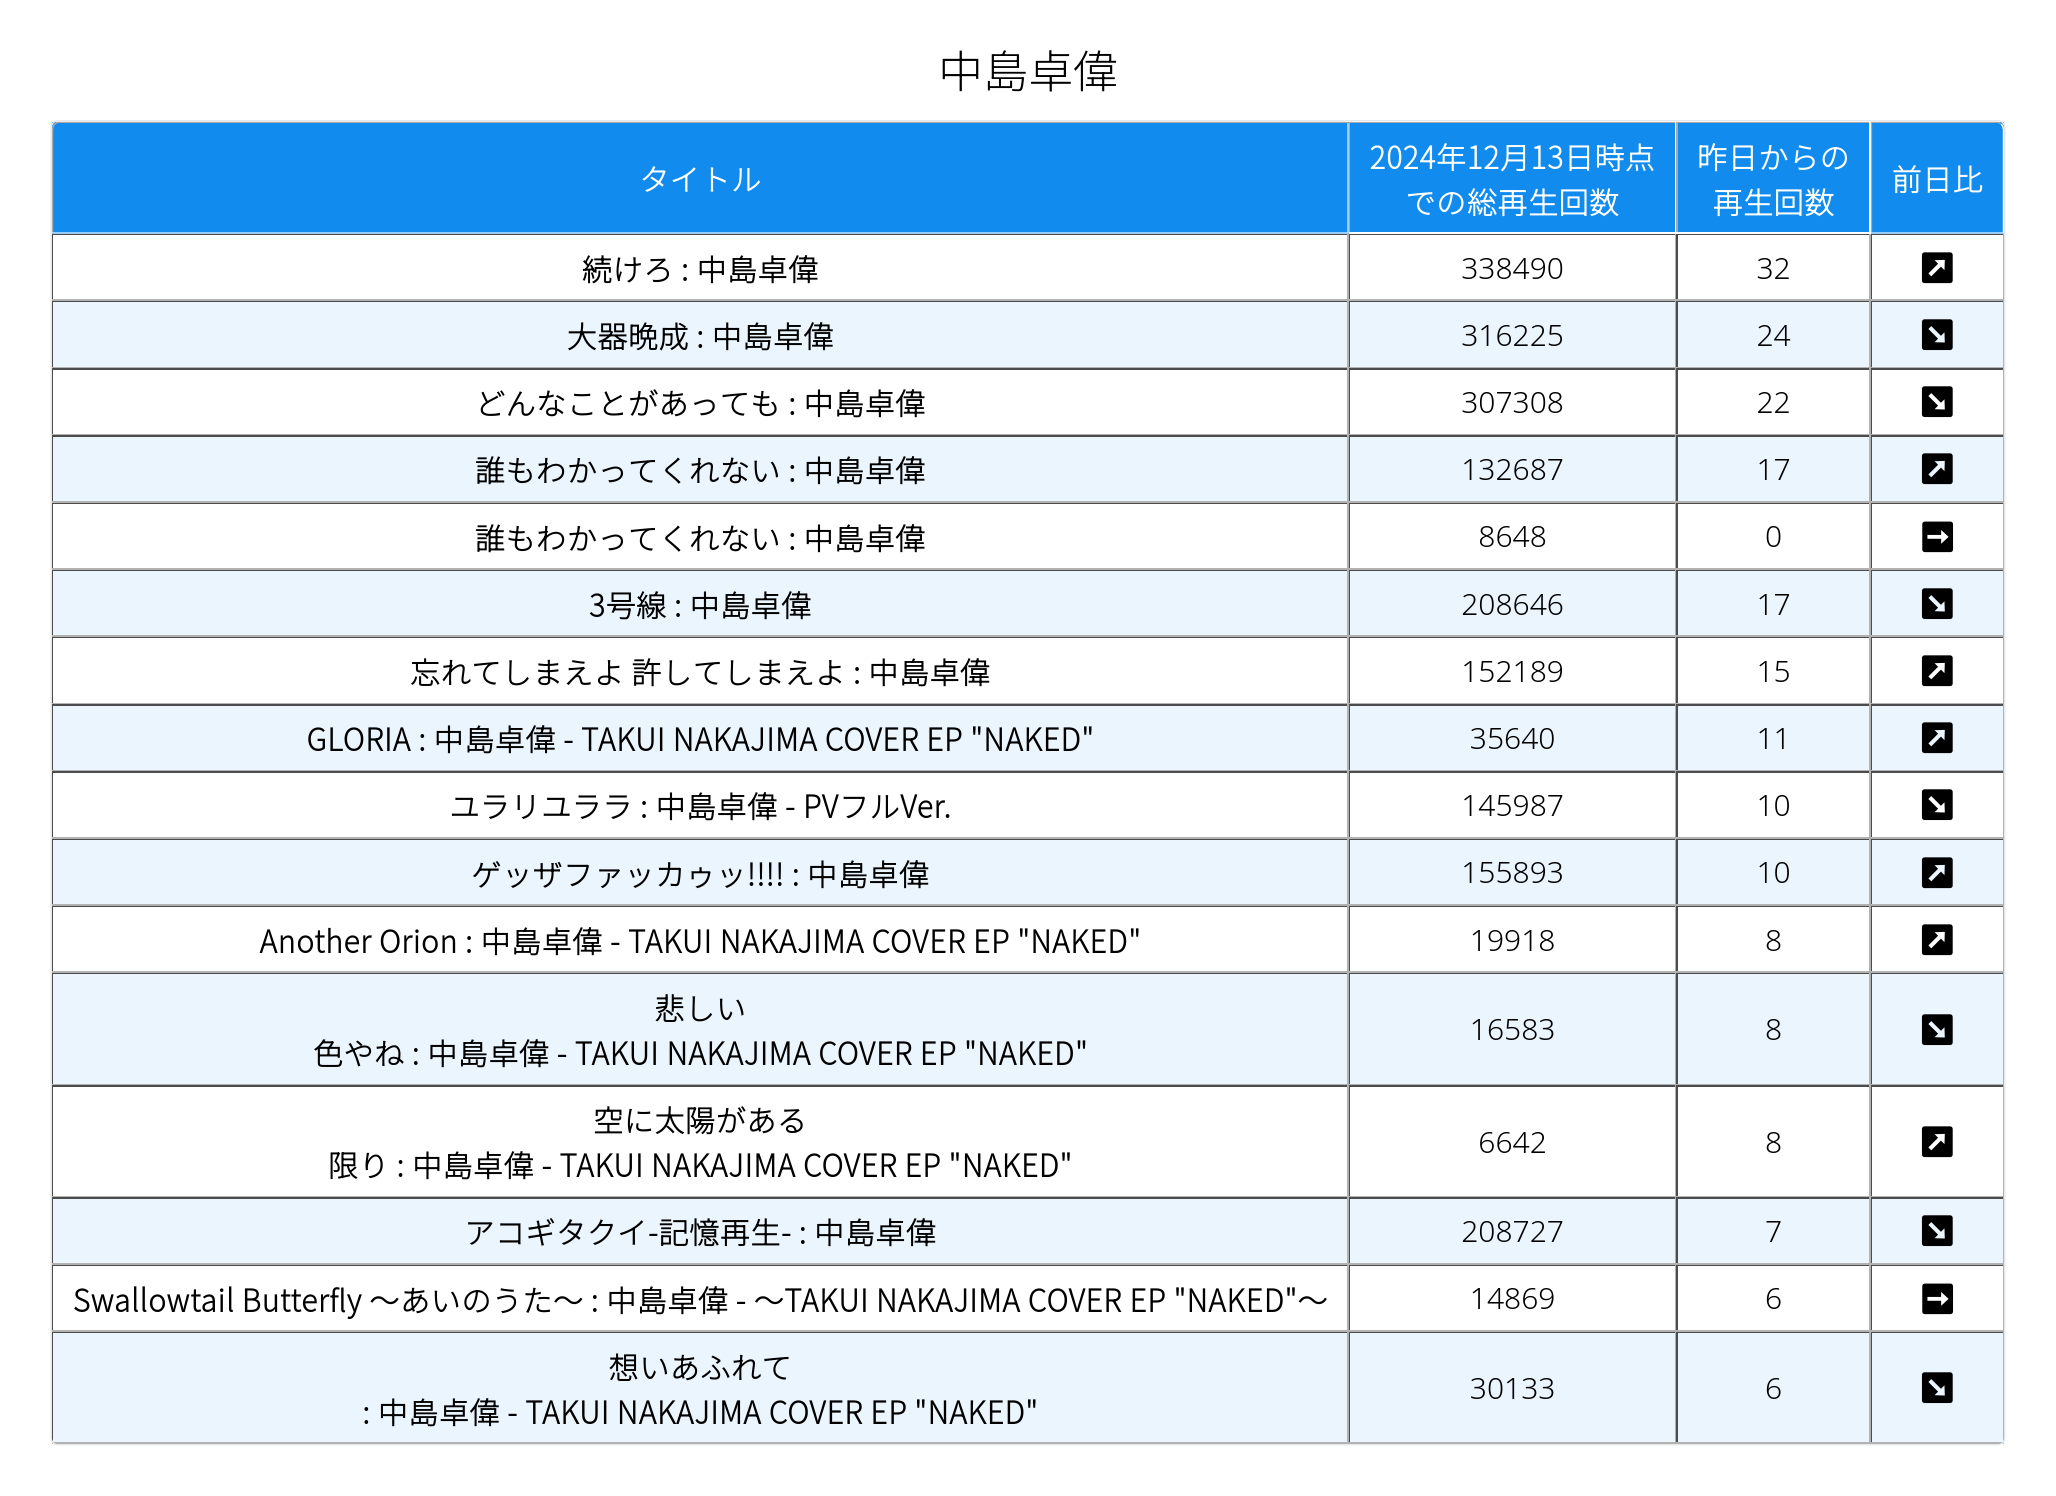 中島卓偉
タイトル
2024年12月13日時点
での総再生回数
昨日からの
再生回数
前日比
続けろ : 中島卓偉 338490 32
大器晩成 : 中島卓偉 316225 24
どんなことがあっても : 中島卓偉 307308 22
誰もわかってくれない : 中島卓偉 132687 17
誰もわかってくれない : 中島卓偉 8648 0
3号線 : 中島卓偉 208646 17
忘れてしまえよ 許してしまえよ : 中島卓偉 152189 15
GLORIA : 中島卓偉 - TAKUI NAKAJIMA COVER EP "NAKED" 35640 11
ユラリユララ : 中島卓偉 - PVフルVer. 145987 10
ゲッザファッカゥッ!!!! : 中島卓偉 155893 10
Another Orion : 中島卓偉 - TAKUI NAKAJIMA COVER EP "NAKED" 19918 8
悲しい
色やね : 中島卓偉 - TAKUI NAKAJIMA COVER EP "NAKED" 16583 8
空に太陽がある
限り : 中島卓偉 - TAKUI NAKAJIMA COVER EP "NAKED" 6642 8
アコギタクイ-記憶再生- : 中島卓偉 208727 7
Swallowtail Butterfly 〜あいのうた〜 : 中島卓偉 - 〜TAKUI NAKAJIMA COVER EP "NAKED"〜 14869 6
想いあふれて
: 中島卓偉 - TAKUI NAKAJIMA COVER EP "NAKED" 30133 6